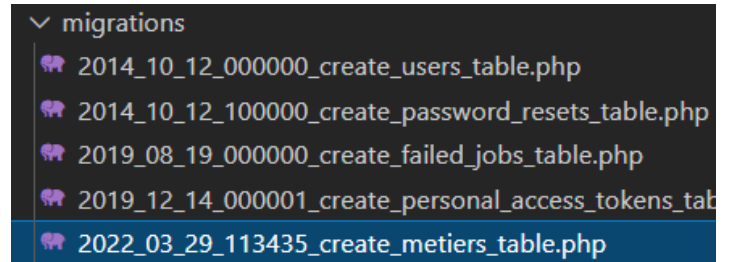 migrations
2014_10_12_000000_create_users_table.php
2014_10_12_100000_create_password_resets_table.php
2019_08_19_000000_create_failed_jobs_table.php
2019_12_14_000001_create_personal_access_tokens_tab
2022_03_29_113435_create_metiers_table.php